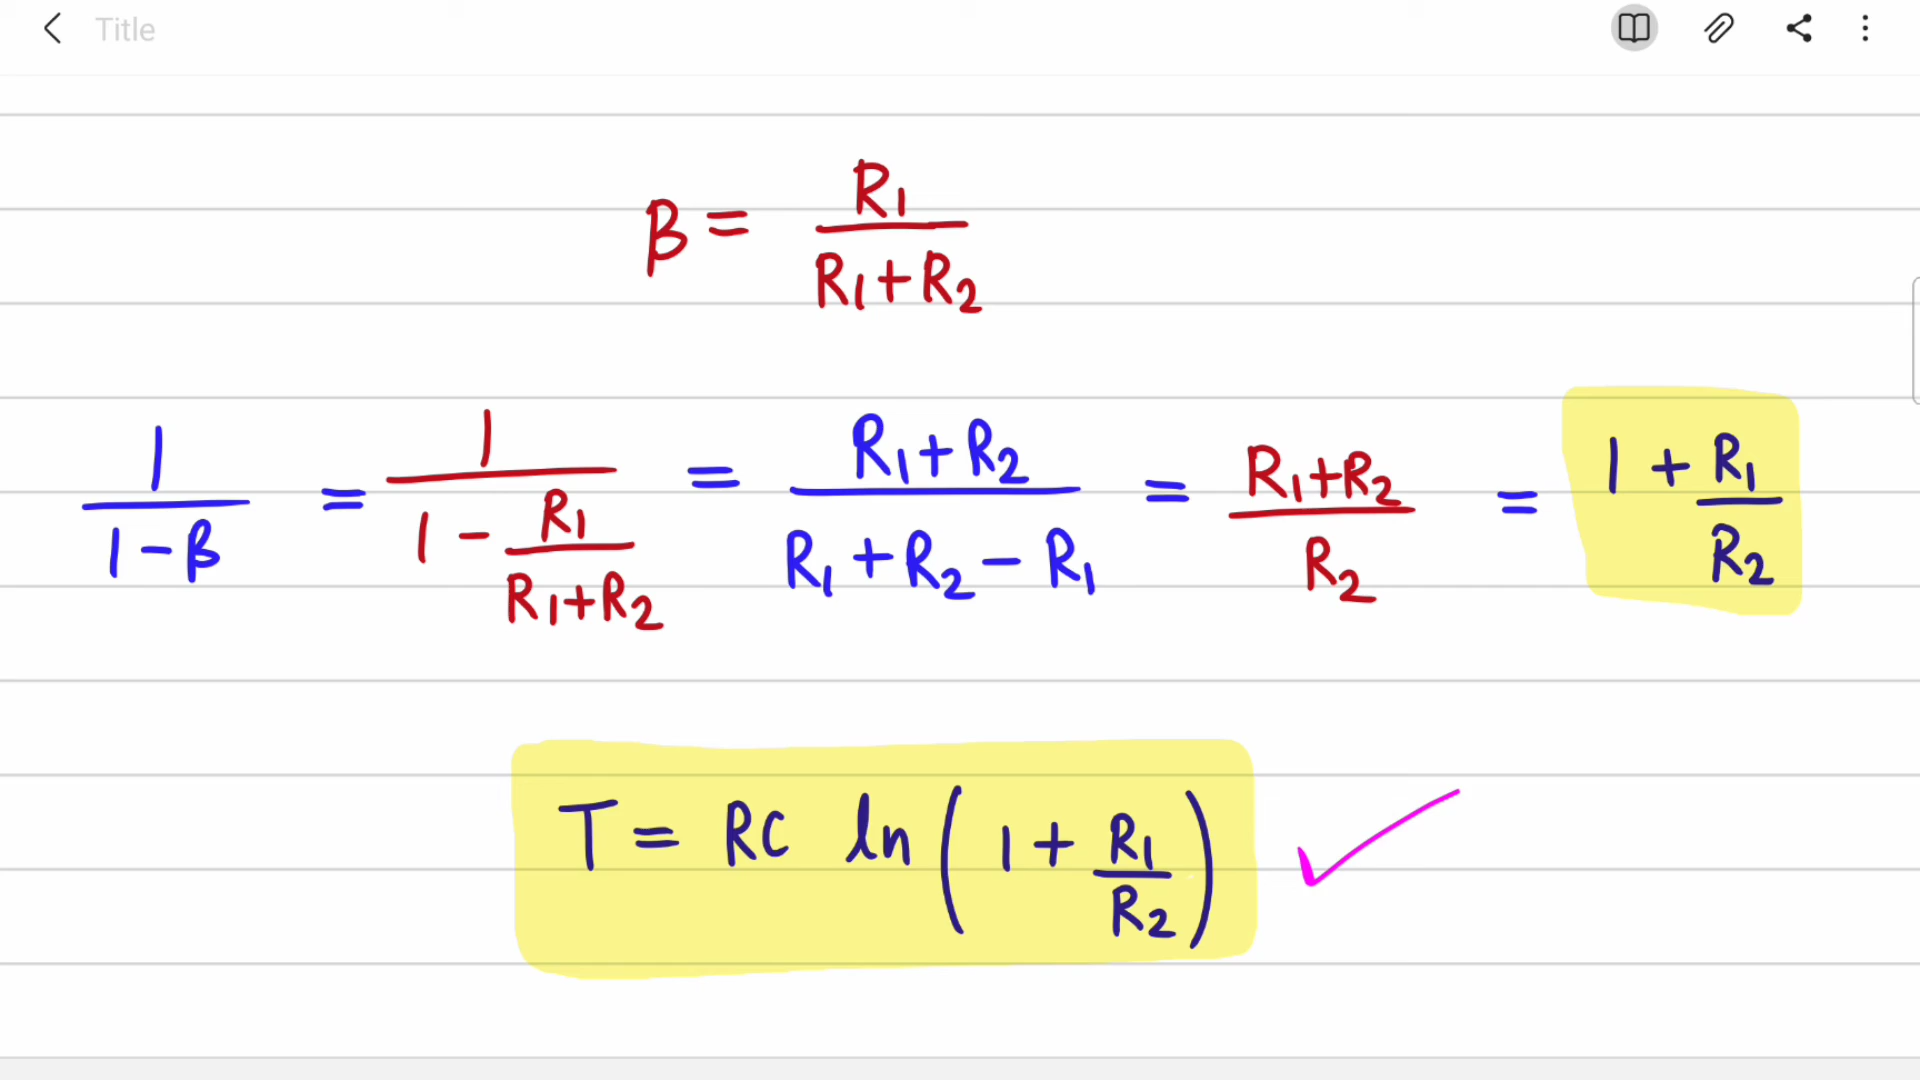 Title
β = R1 / (R1+R2)
1 / (1-β) = 1 / (1 - R1 / (R1+R2)) = (R1+R2) / (R1+R2-R1) = (R1+R2) / R2 = 1 + R1 / R2
T = RC ln(1 + R1 / R2) ✓